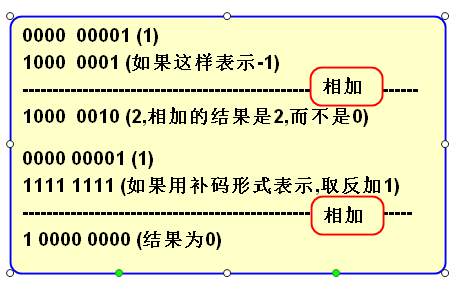 0000  00001 (1)
1000  0001 (如果这样表示-1)
相加
1000  0010 (2,相加的结果是2,而不是0)
0000 00001 (1)
1111 1111 (如果用补码形式表示,取反加1)
相加
1 0000 0000 (结果为0)